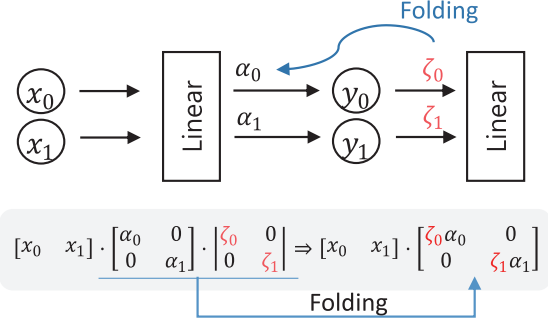 Folding
x₀ Linear α₀ y₀ ζ₀ Linear
x₁ α₁ y₁ ζ₁
[x₀ x₁] · [α₀ 0 0 α₁] · |ζ₀ 0 0 ζ₁| ⇒ [x₀ x₁] · [ζ₀α₀ 0 0 ζ₁α₁]
Folding